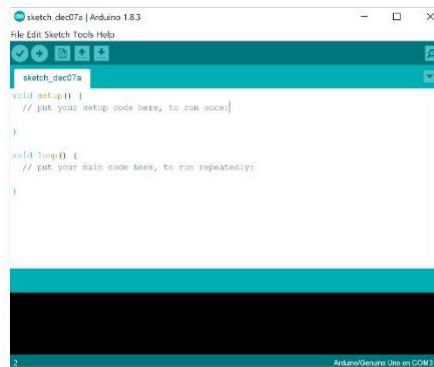 sketch_dec07a | Arduino 1.8.3
File Edit Sketch Tools Help
sketch_dec07a
void setup() {
// put your setup code here, to run once:
}
void loop() {
// put your main code here, to run repeatedly:
}
2
Arduino/Genuino Uno on COM3